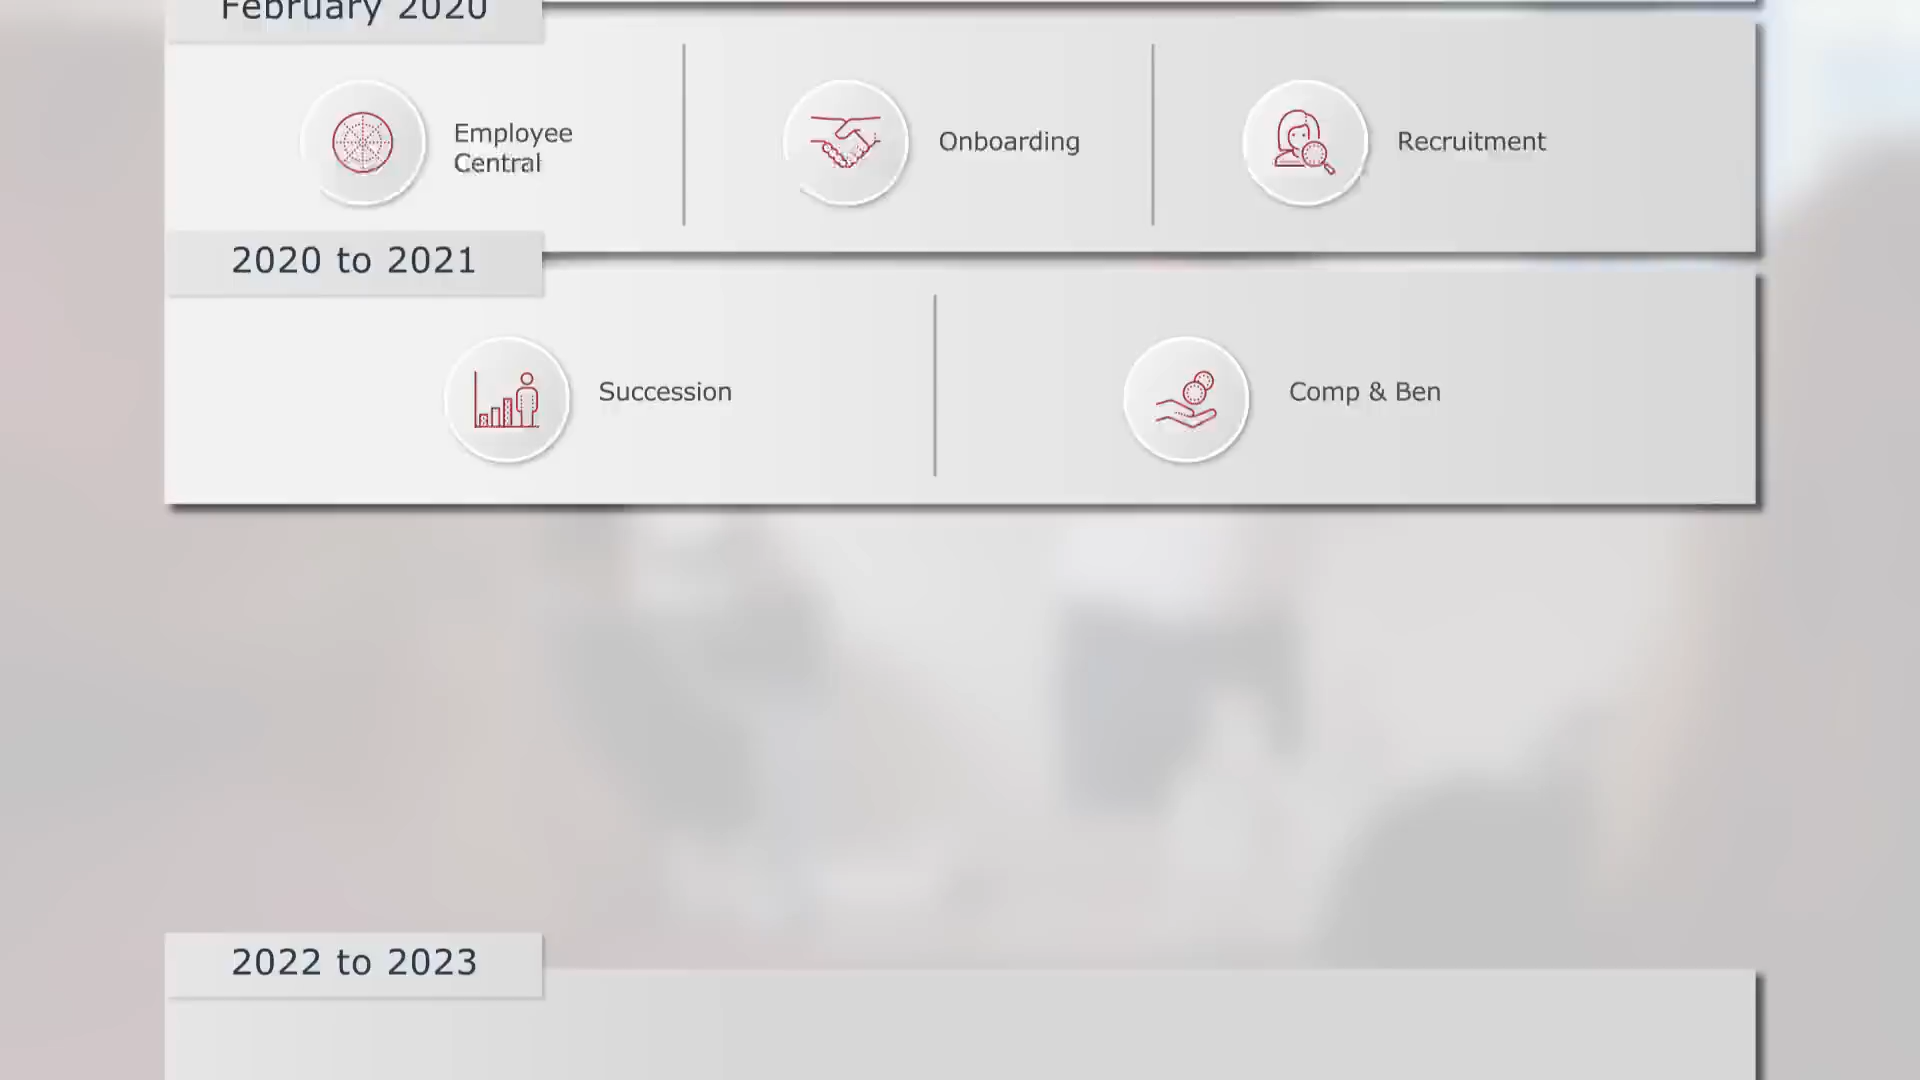 February 2020
Employee
Central
Onboarding
Recruitment
2020 to 2021
Succession
Comp & Ben
2022 to 2023